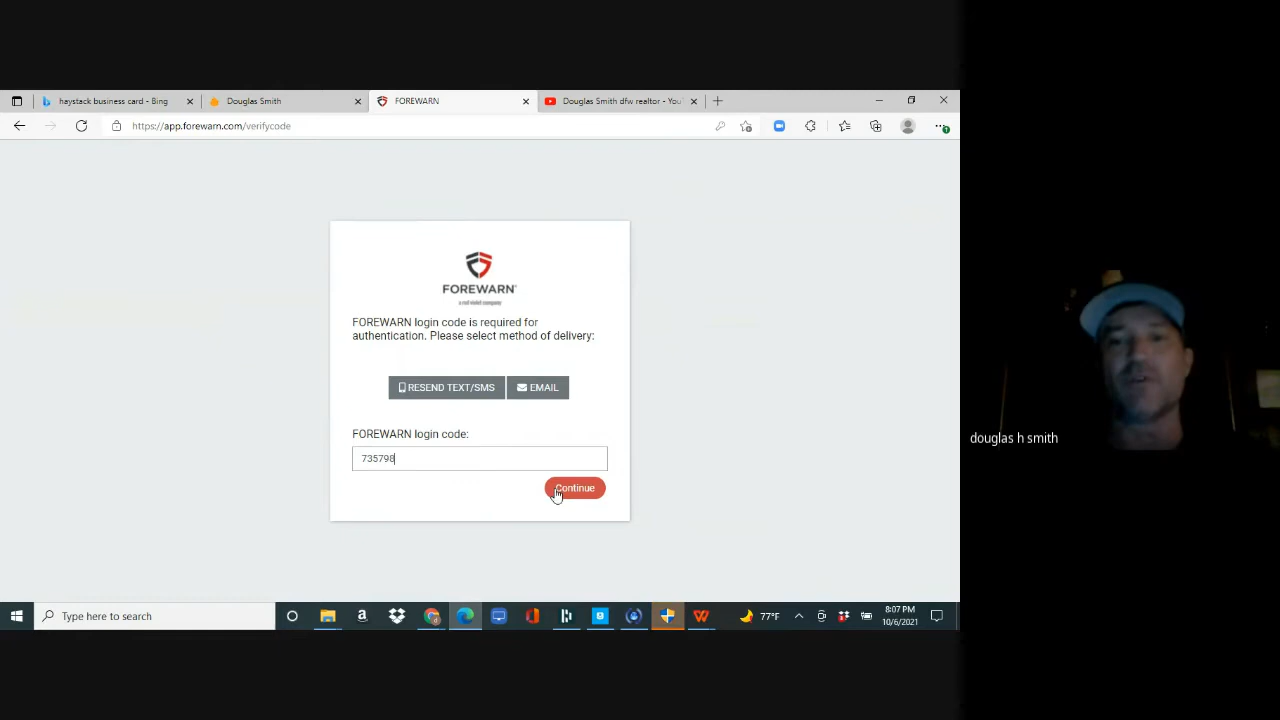 haystack business card - Bing
Douglas Smith
FOREWARN
Douglas Smith dfw realtor - You
https://app.forewarn.com/verifycode
FOREWARN
a red violet company
FOREWARN login code is required for
authentication. Please select method of delivery:
RESEND TEXT/SMS
EMAIL
FOREWARN login code:
735798
Continue
douglas h smith
Type here to search
77°F
8:07 PM
10/6/2021